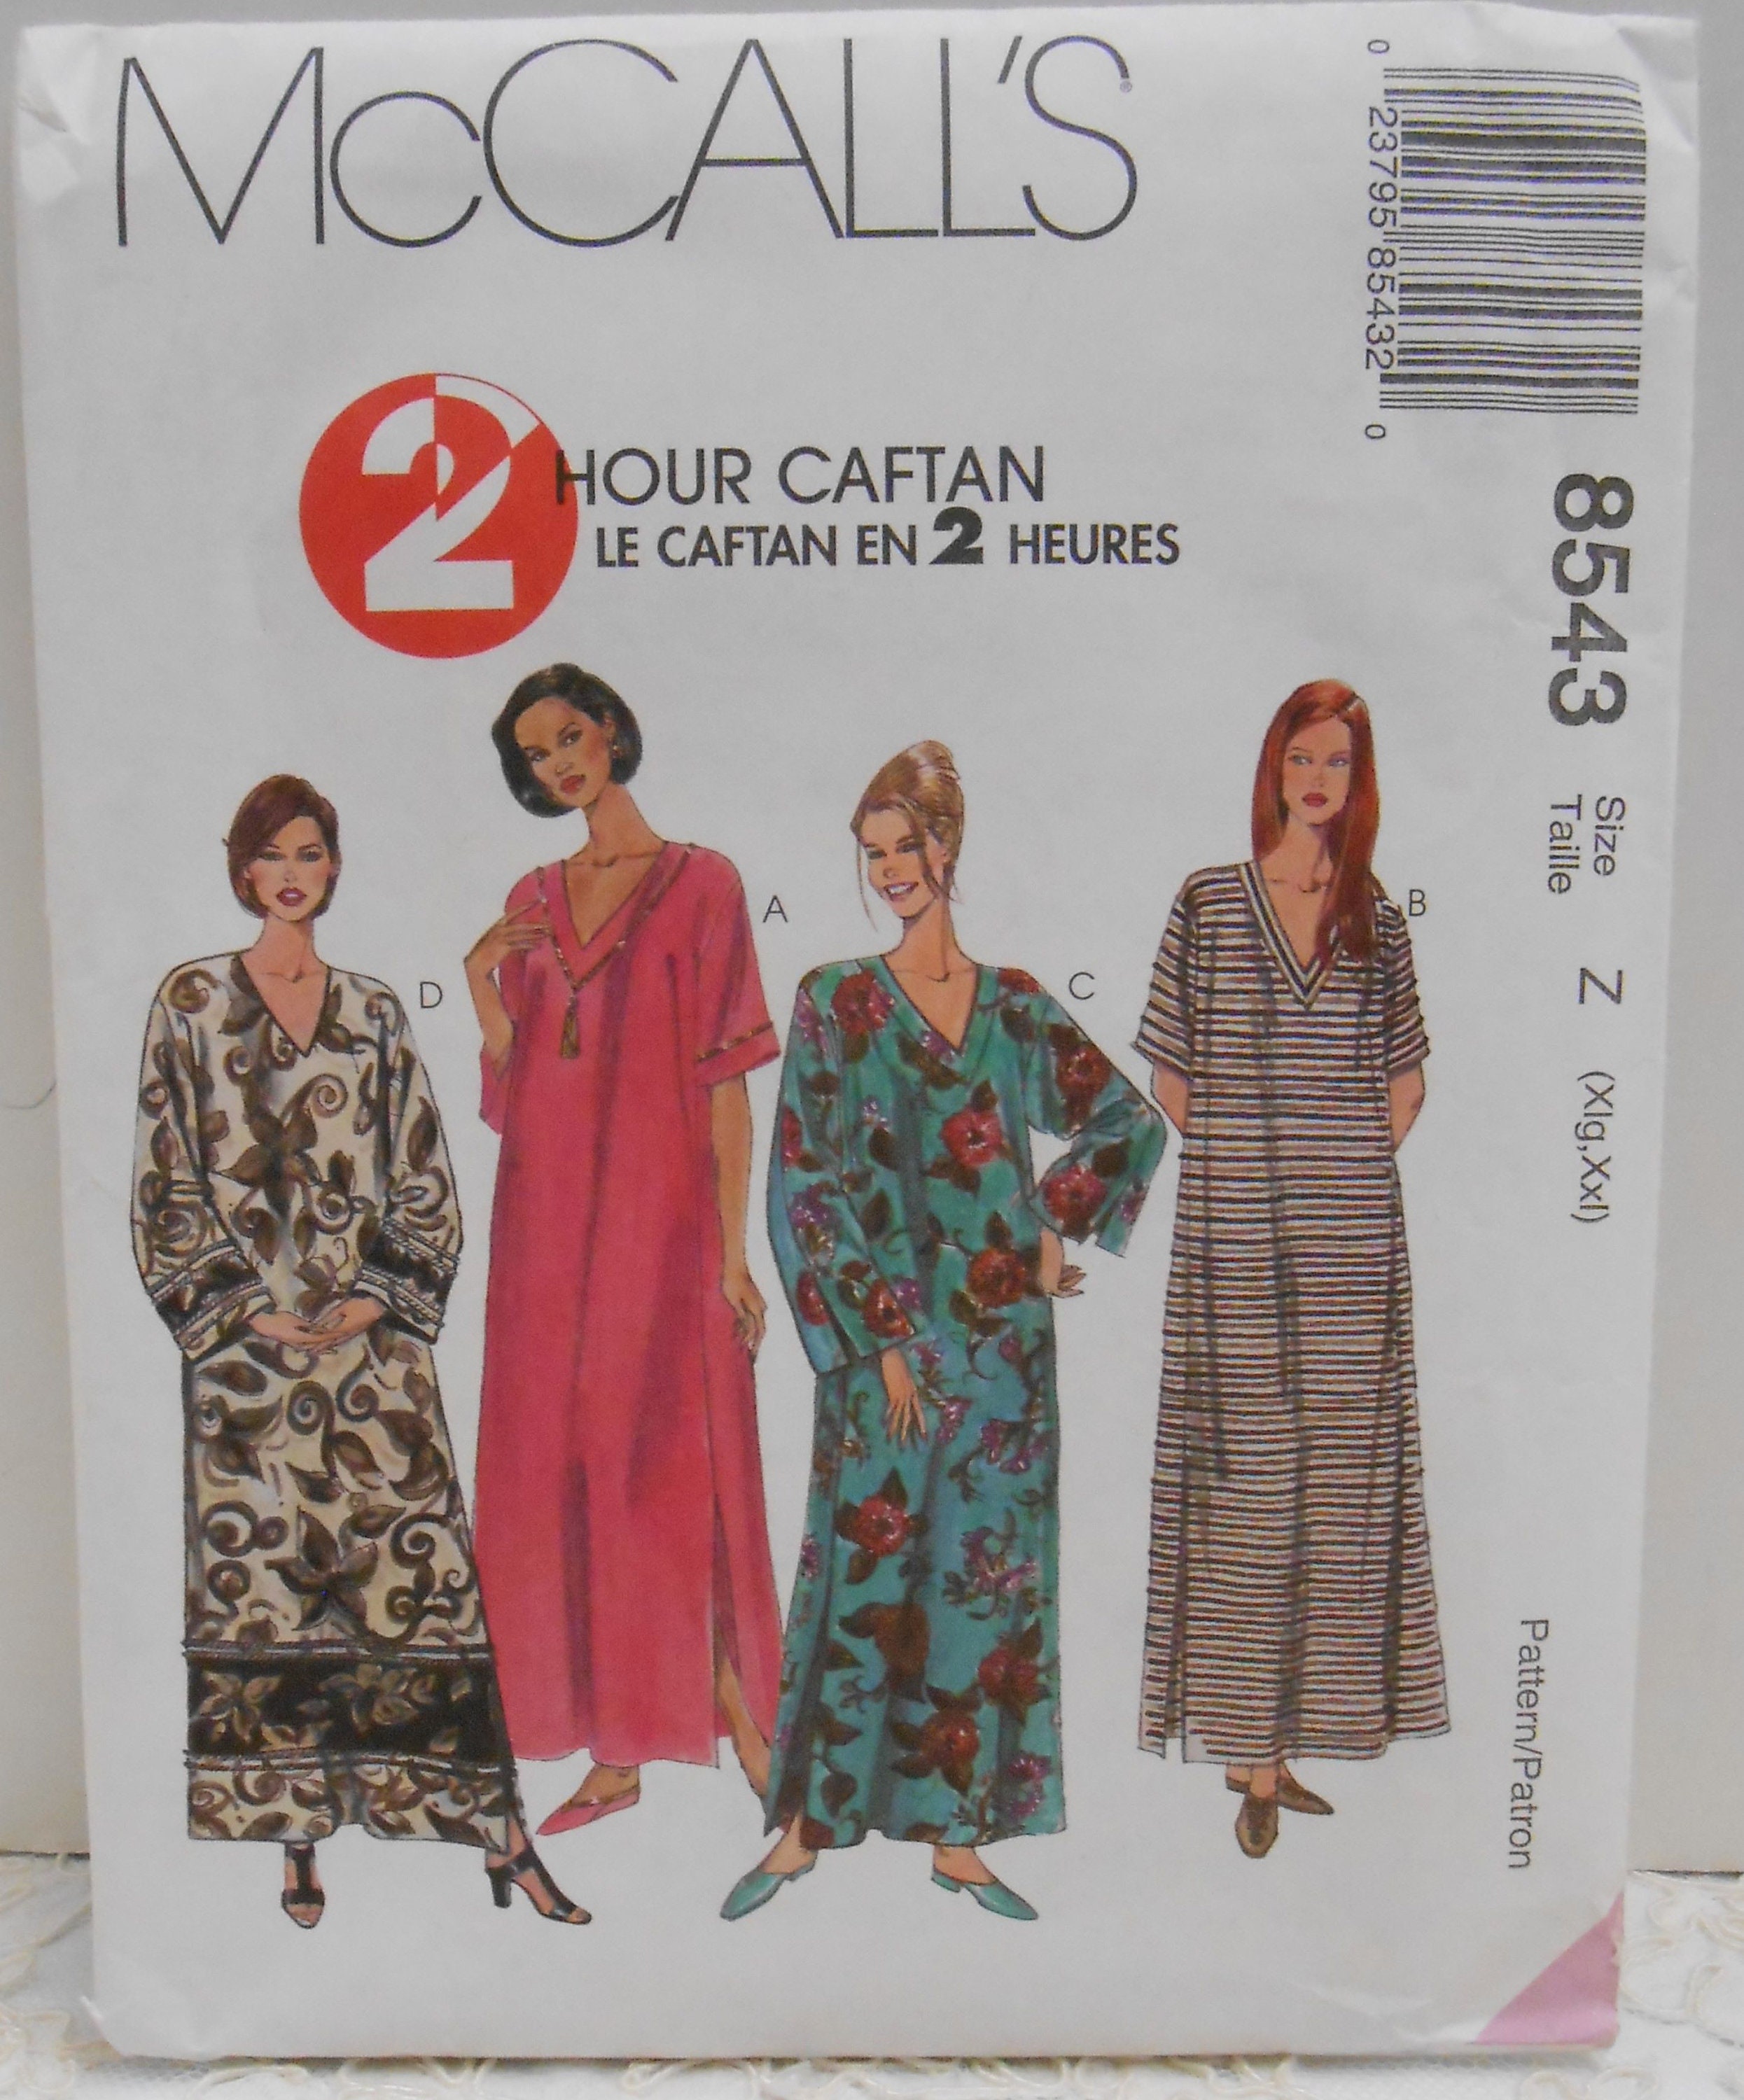 McCALL'S®
2 HOUR CAFTAN
LE CAFTAN EN 2 HEURES
0 23795 85432 0
8543
Size
Taille
Z (Xlg,Xxl)
A
B
C
D
Pattern/Patron